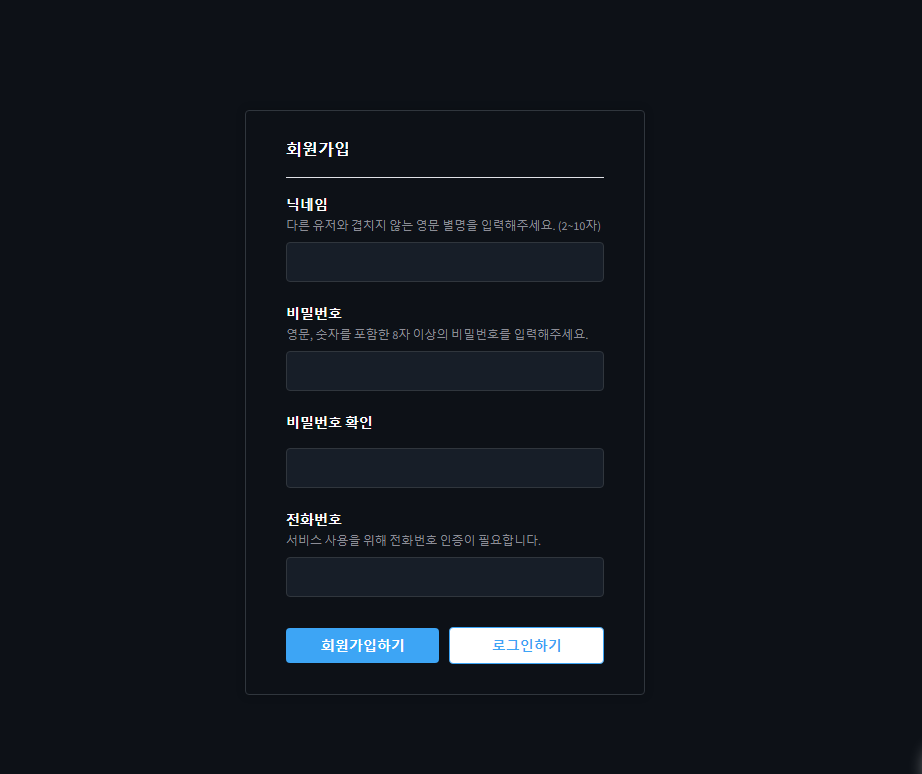 회원가입
닉네임
다른 유저와 겹치지 않는 영문 별명을 입력해주세요. (2~10자)
비밀번호
영문, 숫자를 포함한 8자 이상의 비밀번호를 입력해주세요.
비밀번호 확인
전화번호
서비스 사용을 위해 전화번호 인증이 필요합니다.
회원가입하기
로그인하기